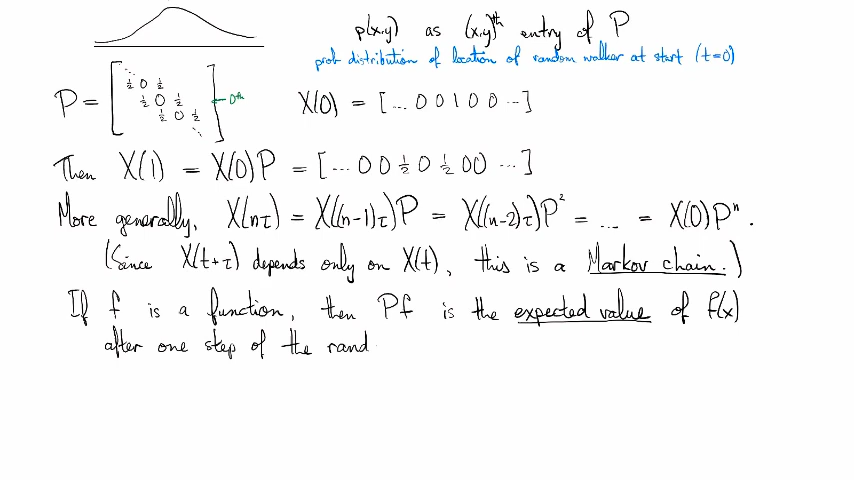 p(x,y) as (x,y)^th entry of P
prob distribution of location of random walker at start (t=0)
P = [ ⋱ ½ 0 ½ ½ 0 ½ ½ 0 ½ ⋱ ] ← 0^th
X(0) = [ ... 0 0 1 0 0 ... ]
Then X(1) = X(0)P = [ ... 0 0 ½ 0 ½ 0 0 ... ]
More generally, X(nτ) = X((n-1)τ)P = X((n-2)τ)P² = .... = X(0)Pⁿ.
(Since X(t+τ) depends only on X(t), this is a Markov chain.)
If f is a function, then Pf is the expected value of f(x)
after one step of the rand